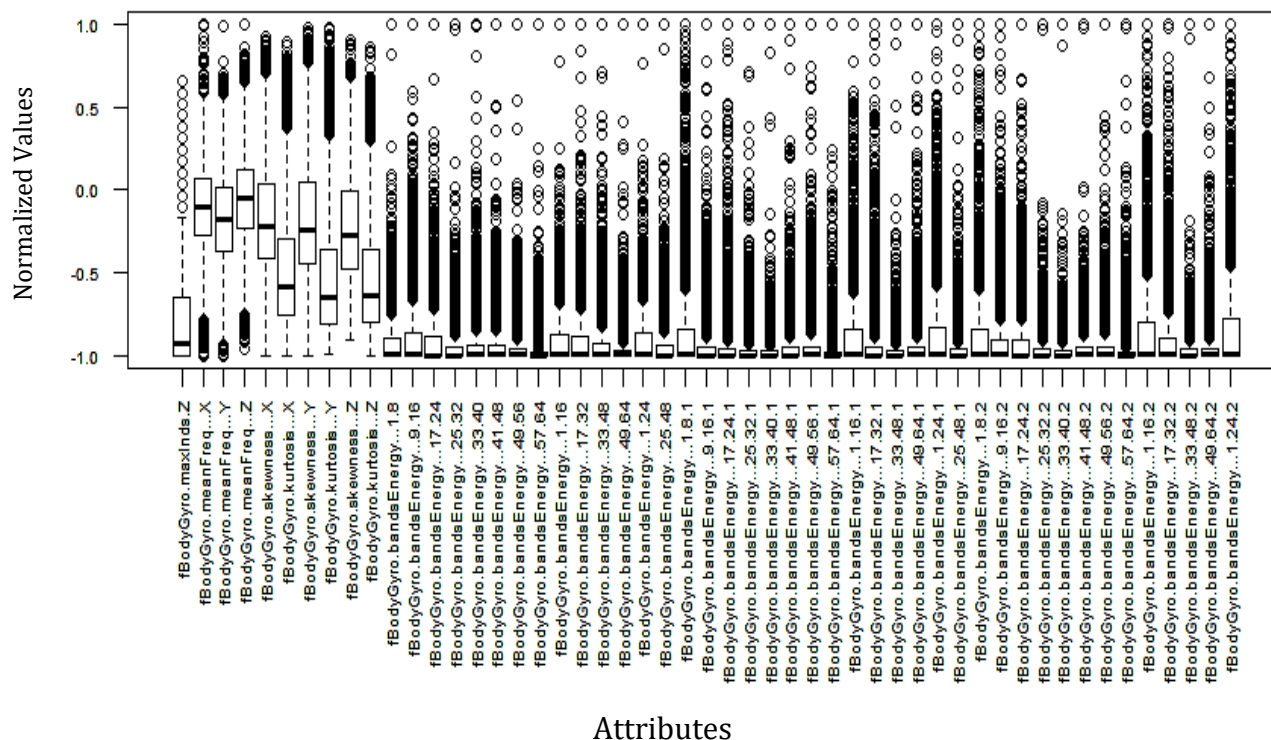 Normalized Values
1.0
0.5
0.0
-0.5
-1.0
fBodyGyro.maxInds.Z
fBodyGyro.meanFreq...X
fBodyGyro.meanFreq...Y
fBodyGyro.meanFreq...Z
fBodyGyro.skewness...X
fBodyGyro.kurtosis...X
fBodyGyro.skewness...Y
fBodyGyro.kurtosis...Y
fBodyGyro.skewness...Z
fBodyGyro.kurtosis...Z
fBodyGyro.bandsEnergy...1.8
fBodyGyro.bandsEnergy...9.16
fBodyGyro.bandsEnergy...17.24
fBodyGyro.bandsEnergy...25.32
fBodyGyro.bandsEnergy...33.40
fBodyGyro.bandsEnergy...41.48
fBodyGyro.bandsEnergy...49.56
fBodyGyro.bandsEnergy...57.64
fBodyGyro.bandsEnergy...1.16
fBodyGyro.bandsEnergy...17.32
fBodyGyro.bandsEnergy...33.48
fBodyGyro.bandsEnergy...49.64
fBodyGyro.bandsEnergy...1.24
fBodyGyro.bandsEnergy...25.48
fBodyGyro.bandsEnergy...1.8.1
fBodyGyro.bandsEnergy...9.16.1
fBodyGyro.bandsEnergy...17.24.1
fBodyGyro.bandsEnergy...25.32.1
fBodyGyro.bandsEnergy...33.40.1
fBodyGyro.bandsEnergy...41.48.1
fBodyGyro.bandsEnergy...49.56.1
fBodyGyro.bandsEnergy...57.64.1
fBodyGyro.bandsEnergy...1.16.1
fBodyGyro.bandsEnergy...17.32.1
fBodyGyro.bandsEnergy...33.48.1
fBodyGyro.bandsEnergy...49.64.1
fBodyGyro.bandsEnergy...1.24.1
fBodyGyro.bandsEnergy...25.48.1
fBodyGyro.bandsEnergy...1.8.2
fBodyGyro.bandsEnergy...9.16.2
fBodyGyro.bandsEnergy...17.24.2
fBodyGyro.bandsEnergy...25.32.2
fBodyGyro.bandsEnergy...33.40.2
fBodyGyro.bandsEnergy...41.48.2
fBodyGyro.bandsEnergy...49.56.2
fBodyGyro.bandsEnergy...57.64.2
fBodyGyro.bandsEnergy...1.16.2
fBodyGyro.bandsEnergy...17.32.2
fBodyGyro.bandsEnergy...33.48.2
fBodyGyro.bandsEnergy...49.64.2
fBodyGyro.bandsEnergy...1.24.2
Attributes